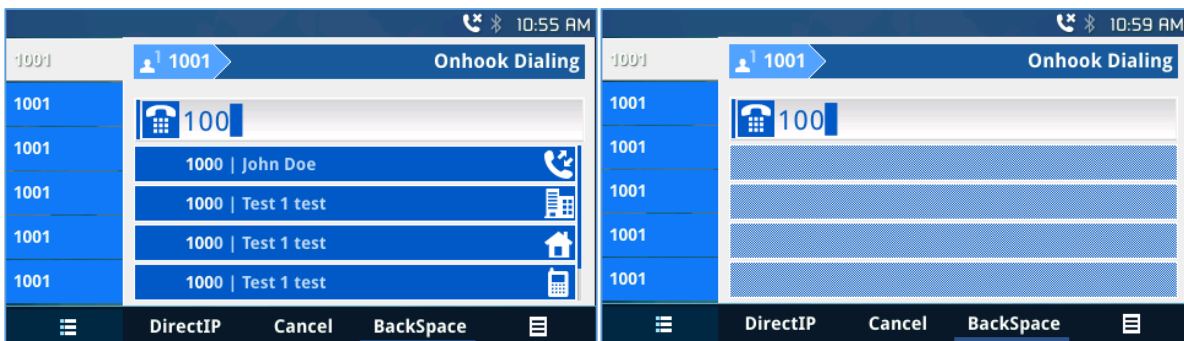 10:55 AM
1001
1 1001
Onhook Dialing
1001
100
1001
1000 | John Doe
1001
1000 | Test 1 test
1001
1000 | Test 1 test
1001
1000 | Test 1 test
DirectIP Cancel BackSpace
10:59 AM
1001
1 1001
Onhook Dialing
1001
100
1001
1001
1001
1001
DirectIP Cancel BackSpace